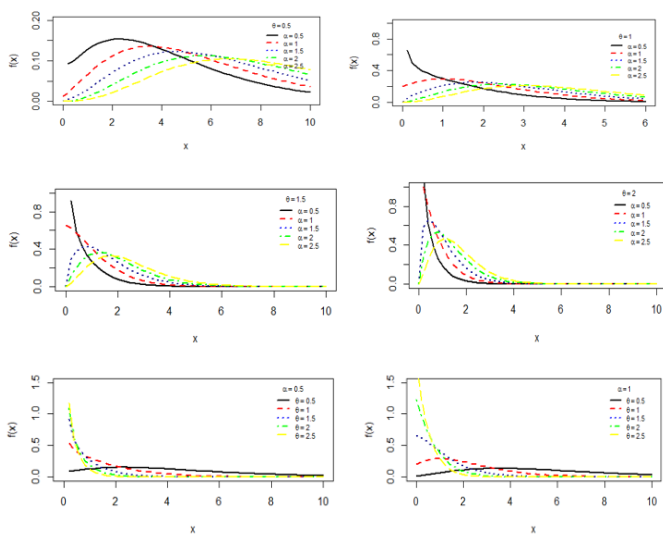 f(x)
0.00
0.10
0.20
θ = 0.5
α = 0.5
α = 1
α = 1.5
α = 2
α = 2.5
0 2 4 6 8 10
x
f(x)
0.0
0.4
0.8
θ = 1
α = 0.5
α = 1
α = 1.5
α = 2
α = 2.5
0 1 2 3 4 5 6
x
f(x)
0.0
0.4
0.8
θ = 1.5
α = 0.5
α = 1
α = 1.5
α = 2
α = 2.5
0 2 4 6 8 10
x
f(x)
0.0
0.4
0.8
θ = 2
α = 0.5
α = 1
α = 1.5
α = 2
α = 2.5
0 2 4 6 8 10
x
f(x)
0.0
0.5
1.0
1.5
α = 0.5
θ = 0.5
θ = 1
θ = 1.5
θ = 2
θ = 2.5
0 2 4 6 8 10
x
f(x)
0.0
0.5
1.0
1.5
α = 1
θ = 0.5
θ = 1
θ = 1.5
θ = 2
θ = 2.5
0 2 4 6 8 10
x